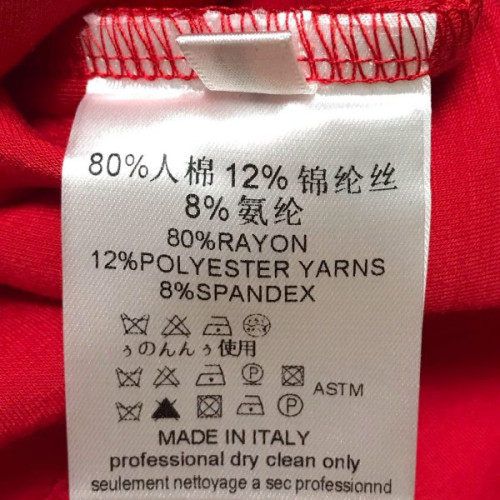 80%人棉 12% 锦纶丝
8% 氨纶
80%RAYON
12%POLYESTER YARNS
8%SPANDEX
ぅのんんぅ使用
ASTM
MADE IN ITALY
professional dry clean only
seulement nettoyage a sec professionnd